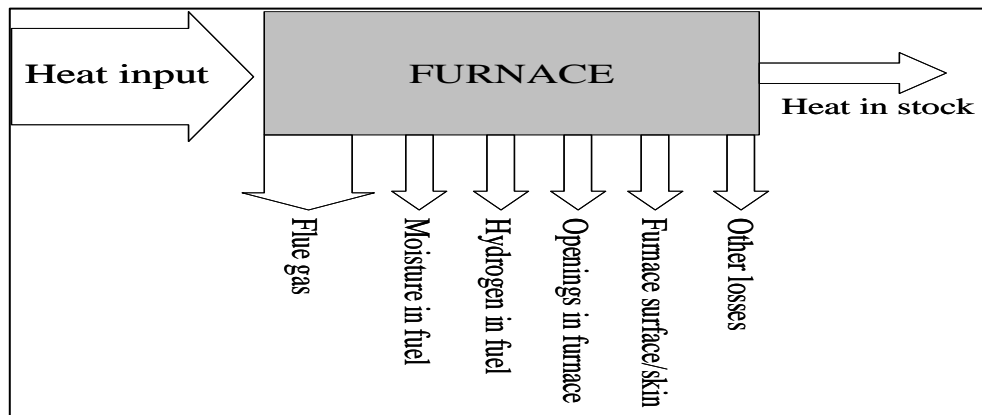 Heat input
FURNACE
Heat in stock
Flue gas
Moisture in fuel
Hydrogen in fuel
Openings in furnace
Furnace surface/skin
Other losses